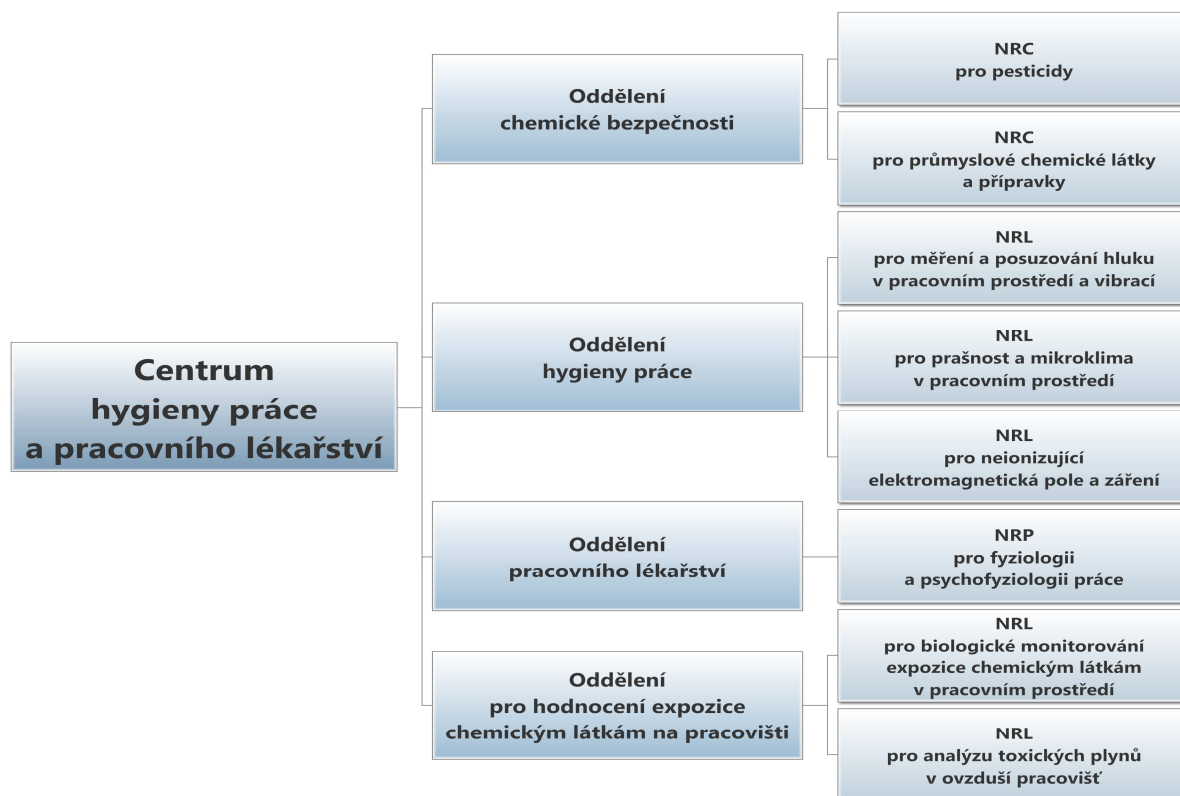 Centrum
hygieny práce
a pracovního lékařství
Oddělení
chemické bezpečnosti
NRC
pro pesticidy
NRC
pro průmyslové chemické látky
a přípravky
Oddělení
hygieny práce
NRL
pro měření a posuzování hluku
v pracovním prostředí a vibrací
NRL
pro prašnost a mikroklima
v pracovním prostředí
NRL
pro neionizující
elektromagnetická pole a záření
Oddělení
pracovního lékařství
NRP
pro fyziologii
a psychofyziologii práce
Oddělení
pro hodnocení expozice
chemickým látkám na pracovišti
NRL
pro biologické monitorování
expozice chemickým látkám
v pracovním prostředí
NRL
pro analýzu toxických plynů
v ovzduší pracovišť